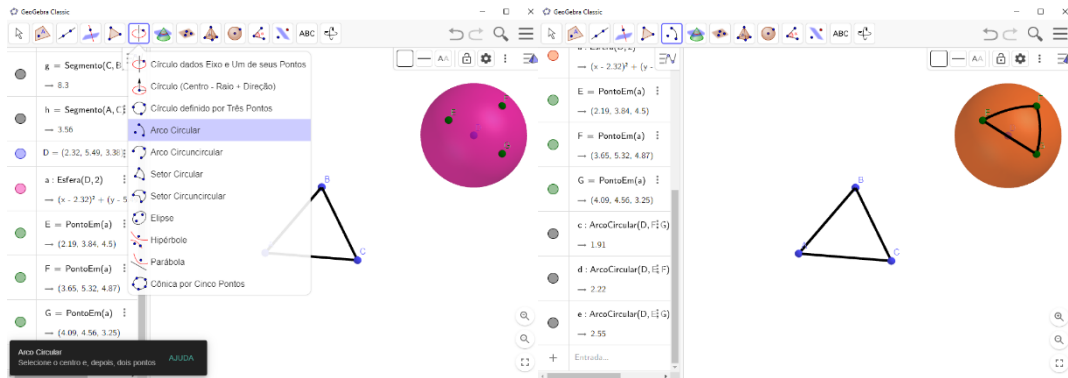 GeoGebra Classic
ABC
g = Segmento(C, B,
→ 8.3
h = Segmento(A, C
→ 3.56
D = (2.32, 5.49, 3.38
a : Esfera(D, 2)
→ (x - 2.32)² + (y - 5
E = PontoEm(a)
→ (2.19, 3.84, 4.5)
F = PontoEm(a)
→ (3.65, 5.32, 4.87)
G = PontoEm(a)
→ (4.09, 4.56, 3.25)
Círculo dados Eixo e Um de seus Pontos
Círculo (Centro - Raio + Direção)
Círculo definido por Três Pontos
Arco Circular
Arco Circuncircular
Setor Circular
Setor Circuncircular
Elipse
Hipérbole
Parábola
Cônica por Cinco Pontos
B
C
Arco Circular
Selecione o centro e, depois, dois pontos
AJUDA
GeoGebra Classic
ABC
→ (x - 2.32)² + (y -
E = PontoEm(a)
→ (2.19, 3.84, 4.5)
F = PontoEm(a)
→ (3.65, 5.32, 4.87)
G = PontoEm(a)
→ (4.09, 4.56, 3.25)
c : ArcoCircular(D, F, G)
→ 1.91
d : ArcoCircular(D, E, F)
→ 2.22
e : ArcoCircular(D, E, G)
→ 2.55
Entrada...
B
A
C